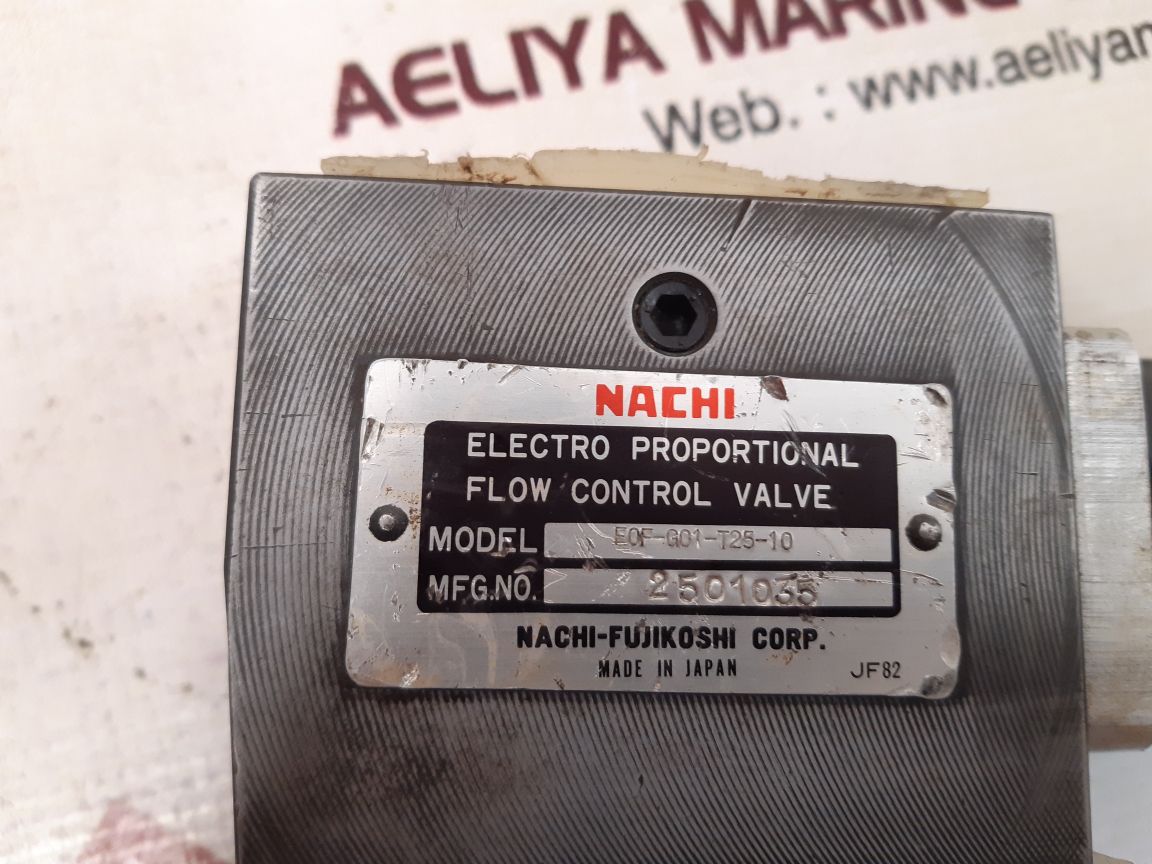 AELIYA MARINE
Web. : www.aeliyan
NACHI
ELECTRO PROPORTIONAL
FLOW CONTROL VALVE
MODEL EOF-G01-T25-10
MFG.NO. 2501035
NACHI-FUJIKOSHI CORP.
MADE IN JAPAN JF82